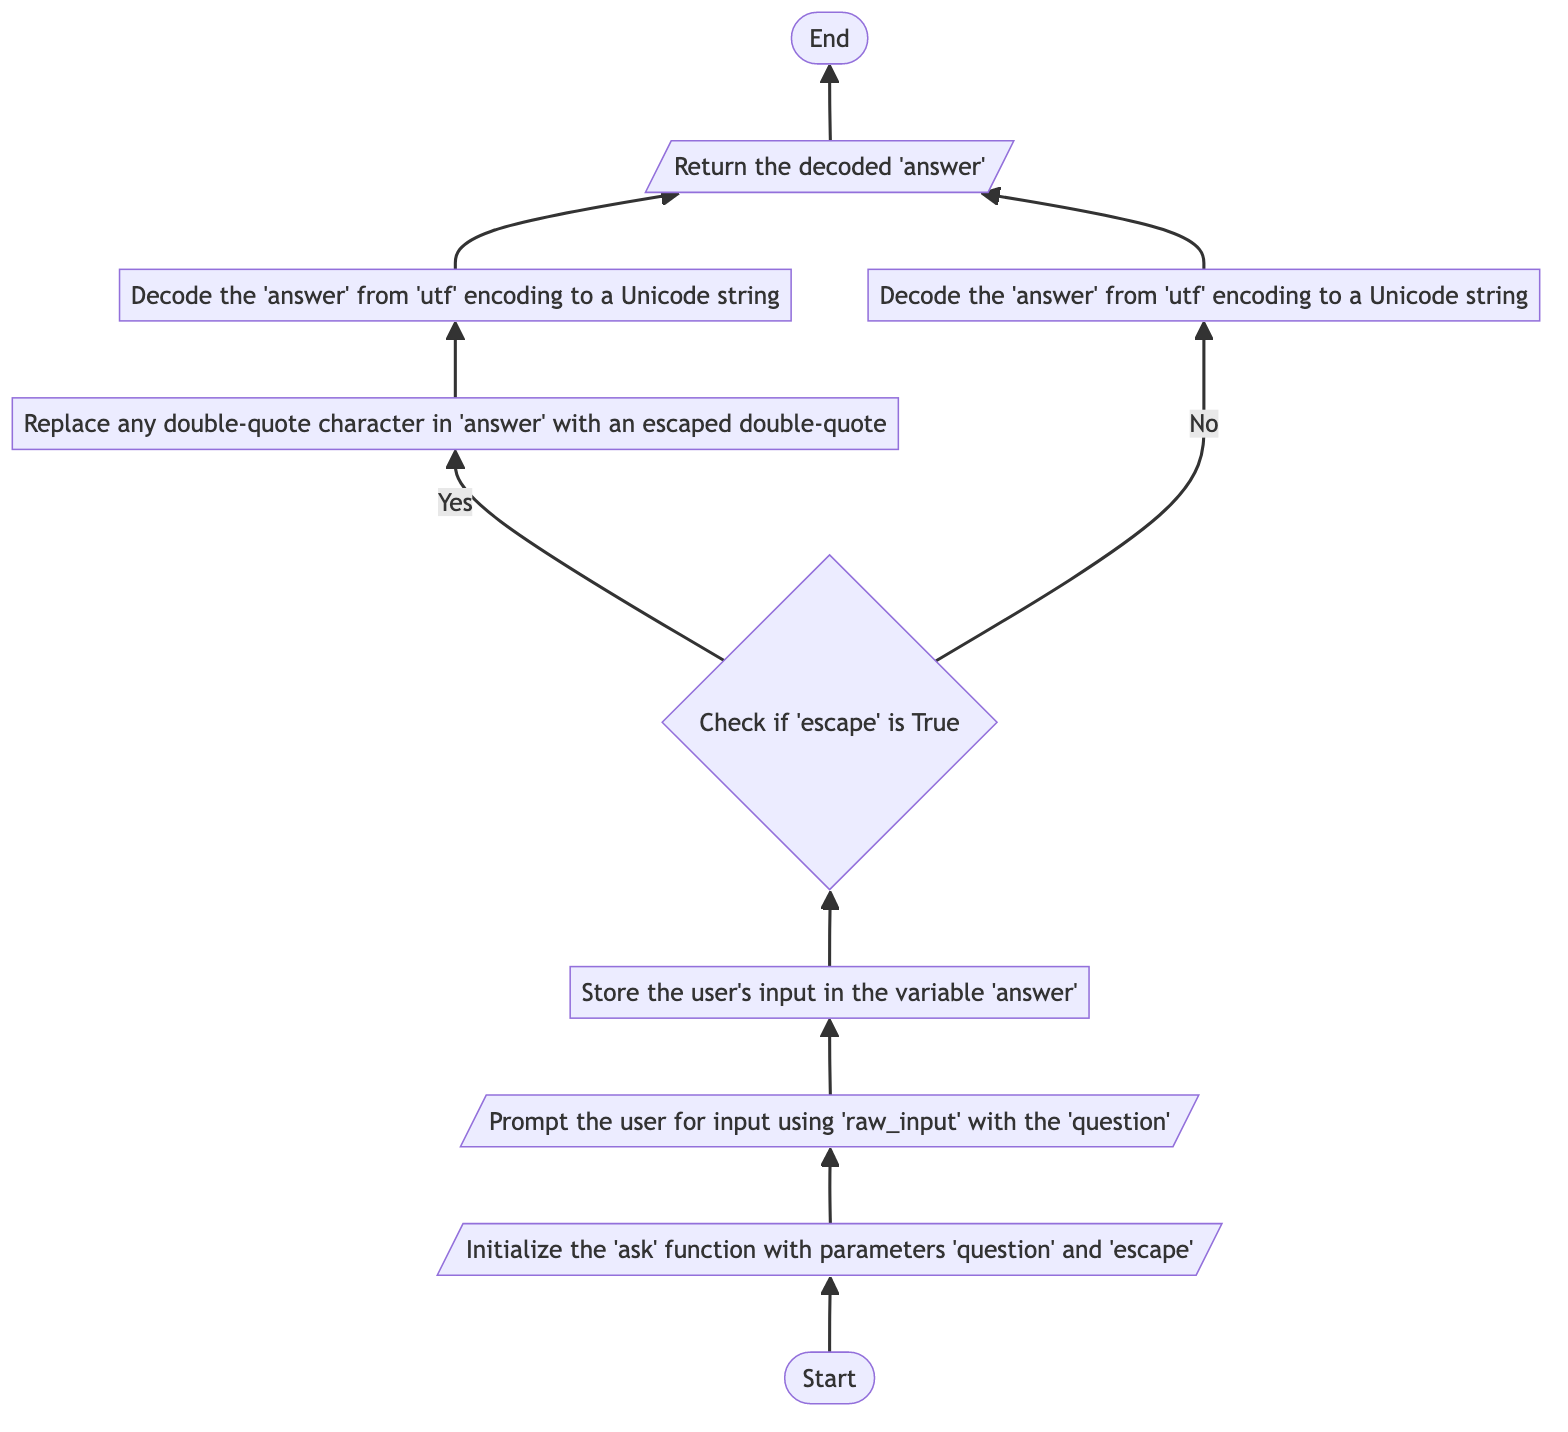 End
Return the decoded 'answer'
Decode the 'answer' from 'utf' encoding to a Unicode string
Decode the 'answer' from 'utf' encoding to a Unicode string
Replace any double-quote character in 'answer' with an escaped double-quote
No
Yes
Check if 'escape' is True
Store the user's input in the variable 'answer'
Prompt the user for input using 'raw_input' with the 'question'
Initialize the 'ask' function with parameters 'question' and 'escape'
Start